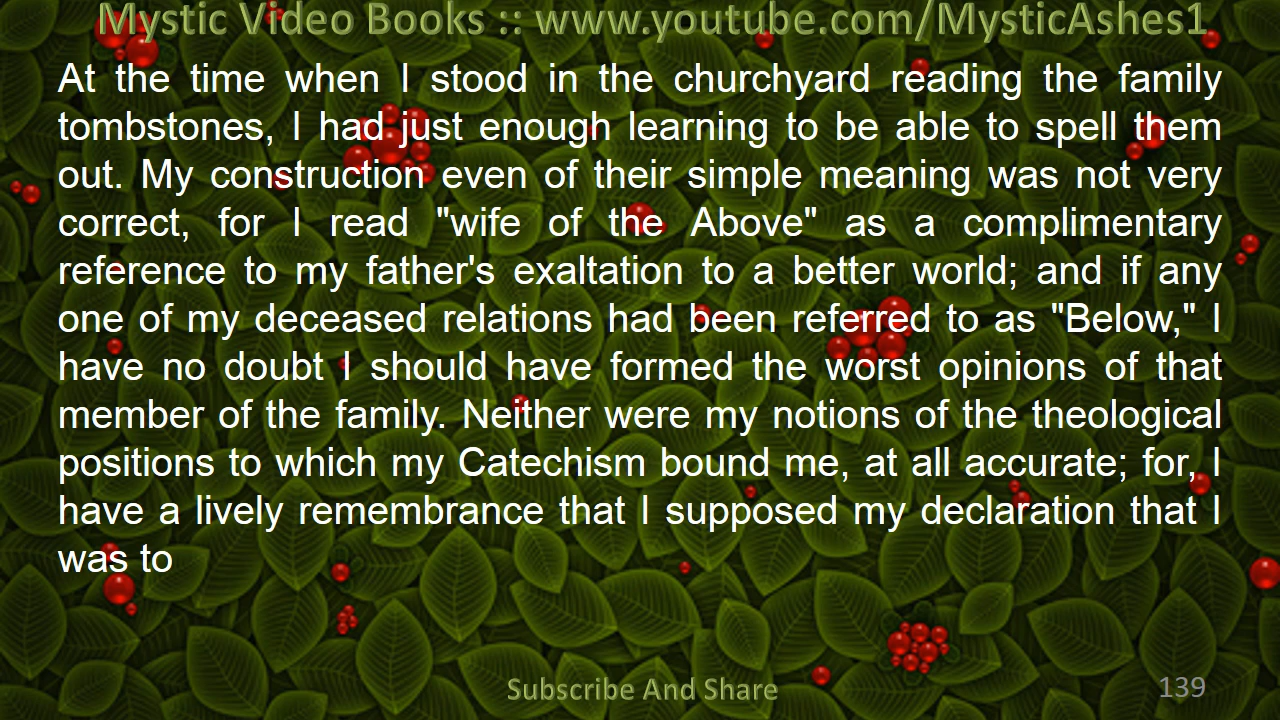 Mystic Video Books :: www.youtube.com/MysticAshes1
At the time when I stood in the churchyard reading the family
tombstones, I had just enough learning to be able to spell them
out. My construction even of their simple meaning was not very
correct, for I read "wife of the Above" as a complimentary
reference to my father's exaltation to a better world; and if any
one of my deceased relations had been referred to as "Below," I
have no doubt I should have formed the worst opinions of that
member of the family. Neither were my notions of the theological
positions to which my Catechism bound me, at all accurate; for, I
have a lively remembrance that I supposed my declaration that I
was to
Subscribe And Share
139